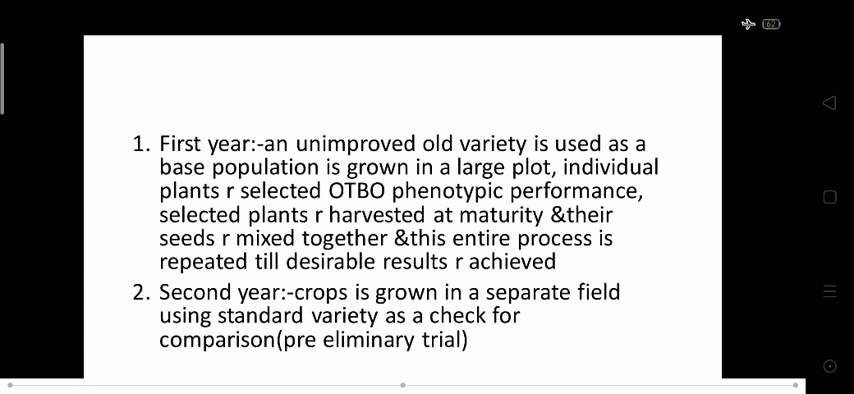 62
1. First year:-an unimproved old variety is used as a
base population is grown in a large plot, individual
plants r selected OTBO phenotypic performance,
selected plants r harvested at maturity &their
seeds r mixed together &this entire process is
repeated till desirable results r achieved
2. Second year:-crops is grown in a separate field
using standard variety as a check for
comparison(pre eliminary trial)